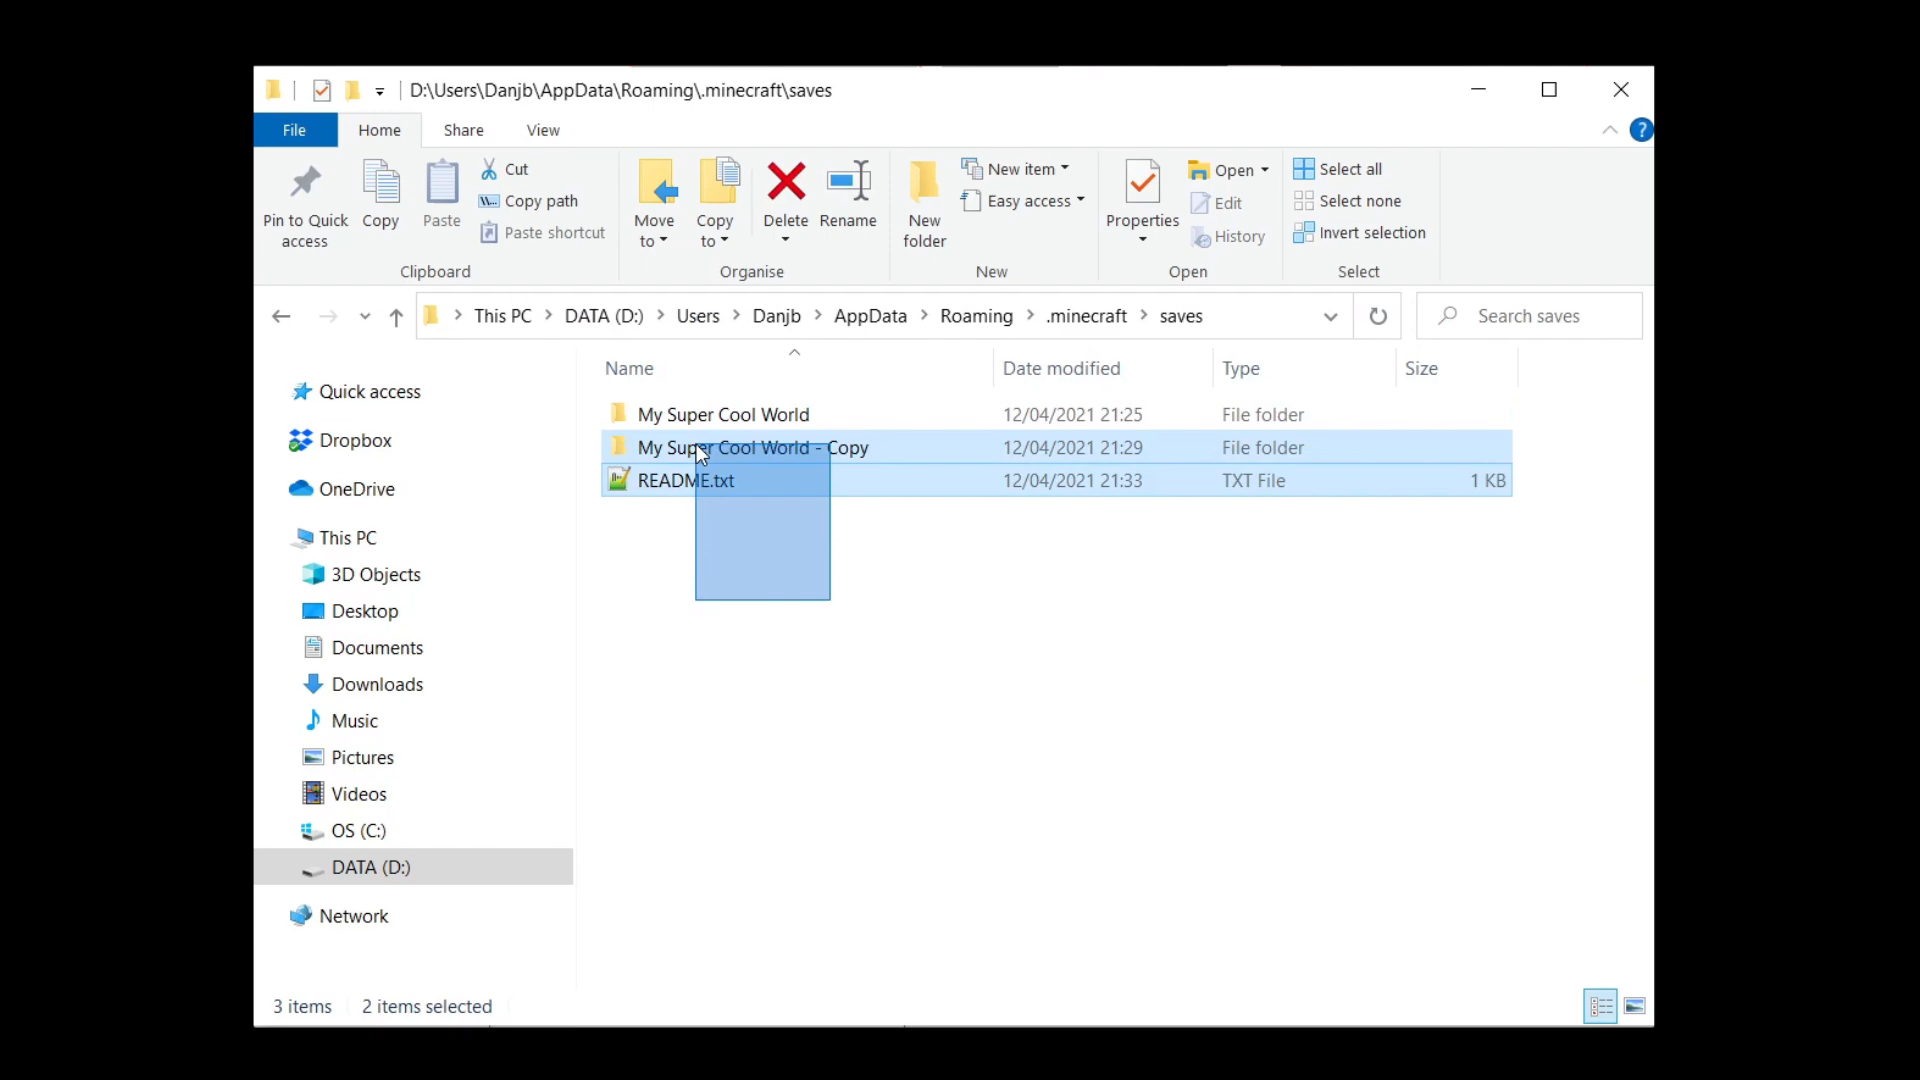 D:\Users\Danjb\AppData\Roaming\.minecraft\saves
File Home Share View
?
Pin to Quick access
Copy
Paste
Cut
Copy path
Paste shortcut
Clipboard
Move to
Copy to
Delete
Rename
Organise
New folder
New item
Easy access
New
Properties
Open
Edit
History
Open
Select all
Select none
Invert selection
Select
This PC > DATA (D:) > Users > Danjb > AppData > Roaming > .minecraft > saves
Search saves
Quick access
Dropbox
OneDrive
This PC
3D Objects
Desktop
Documents
Downloads
Music
Pictures
Videos
OS (C:)
DATA (D:)
Network
Name Date modified Type Size
My Super Cool World 12/04/2021 21:25 File folder
My Super Cool World - Copy 12/04/2021 21:29 File folder
README.txt 12/04/2021 21:33 TXT File 1 KB
3 items 2 items selected